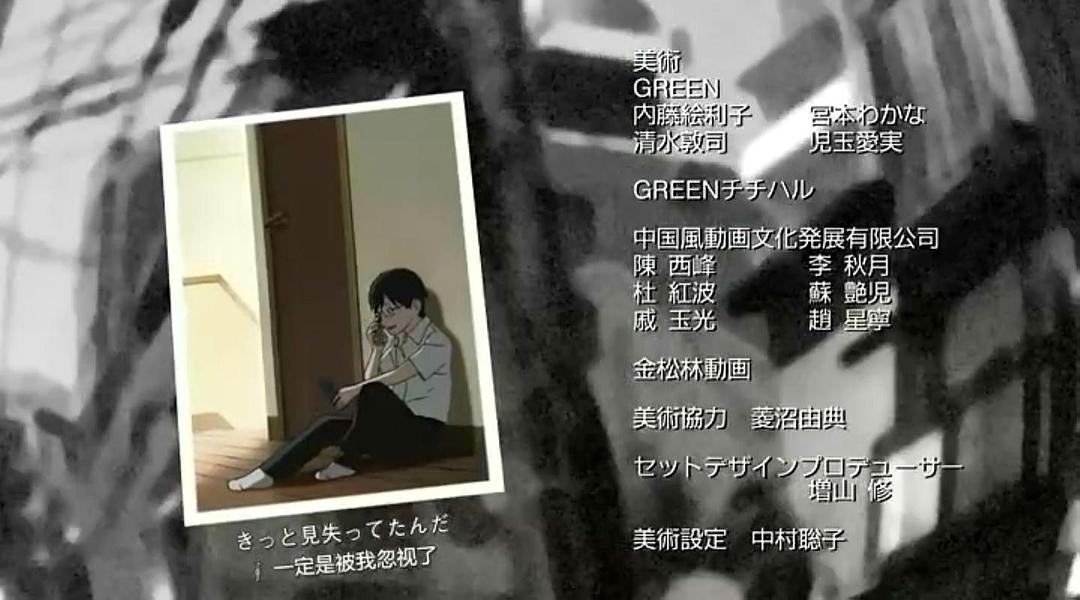 美術
GREEN
内藤絵利子 宮本わかな
清水敦司 児玉愛実
GREENチチハル
中国風動画文化発展有限公司
陳 西峰 李 秋月
杜 紅波 蘇 艶児
戚 玉光 趙 星寧
金松林動画
美術協力 菱沼由典
セットデザインプロデューサー
増山 修
美術設定 中村聡子
きっと見失ってたんだ
一定是被我忽视了